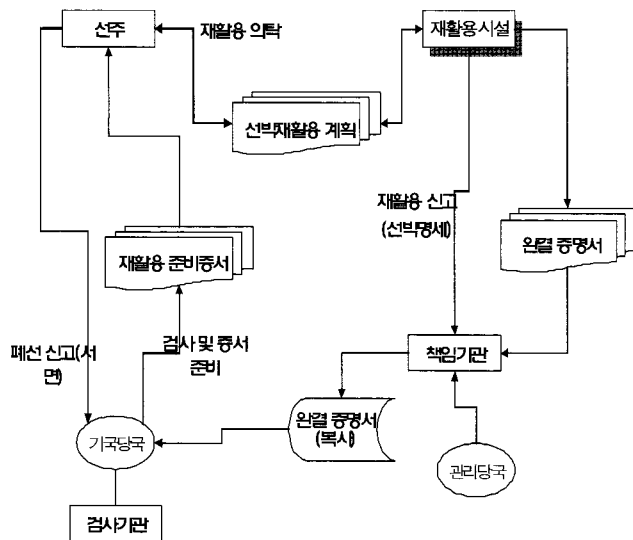 선주
재활용 의탁
재활용시설
선박재활용 계획
재활용 신고
(선박명세)
완결 증명서
재활용 준비증서
폐선 신고(서
면)
검사 및 증서
준비
책임기관
완결 증명서
(복사)
기국당국
관리당국
검사기관